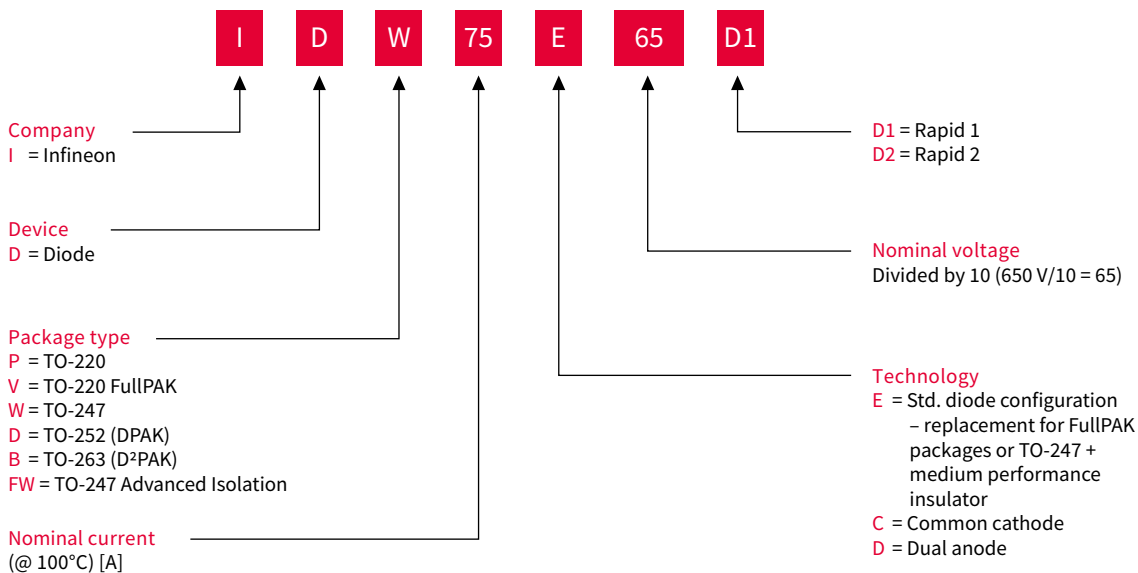 I D W 75 E 65 D1
Company
I = Infineon
Device
D = Diode
Package type
P = TO-220
V = TO-220 FullPAK
W = TO-247
D = TO-252 (DPAK)
B = TO-263 (D²PAK)
FW = TO-247 Advanced Isolation
Nominal current
(@ 100°C) [A]
D1 = Rapid 1
D2 = Rapid 2
Nominal voltage
Divided by 10 (650 V/10 = 65)
Technology
E = Std. diode configuration
– replacement for FullPAK
packages or TO-247 +
medium performance
insulator
C = Common cathode
D = Dual anode